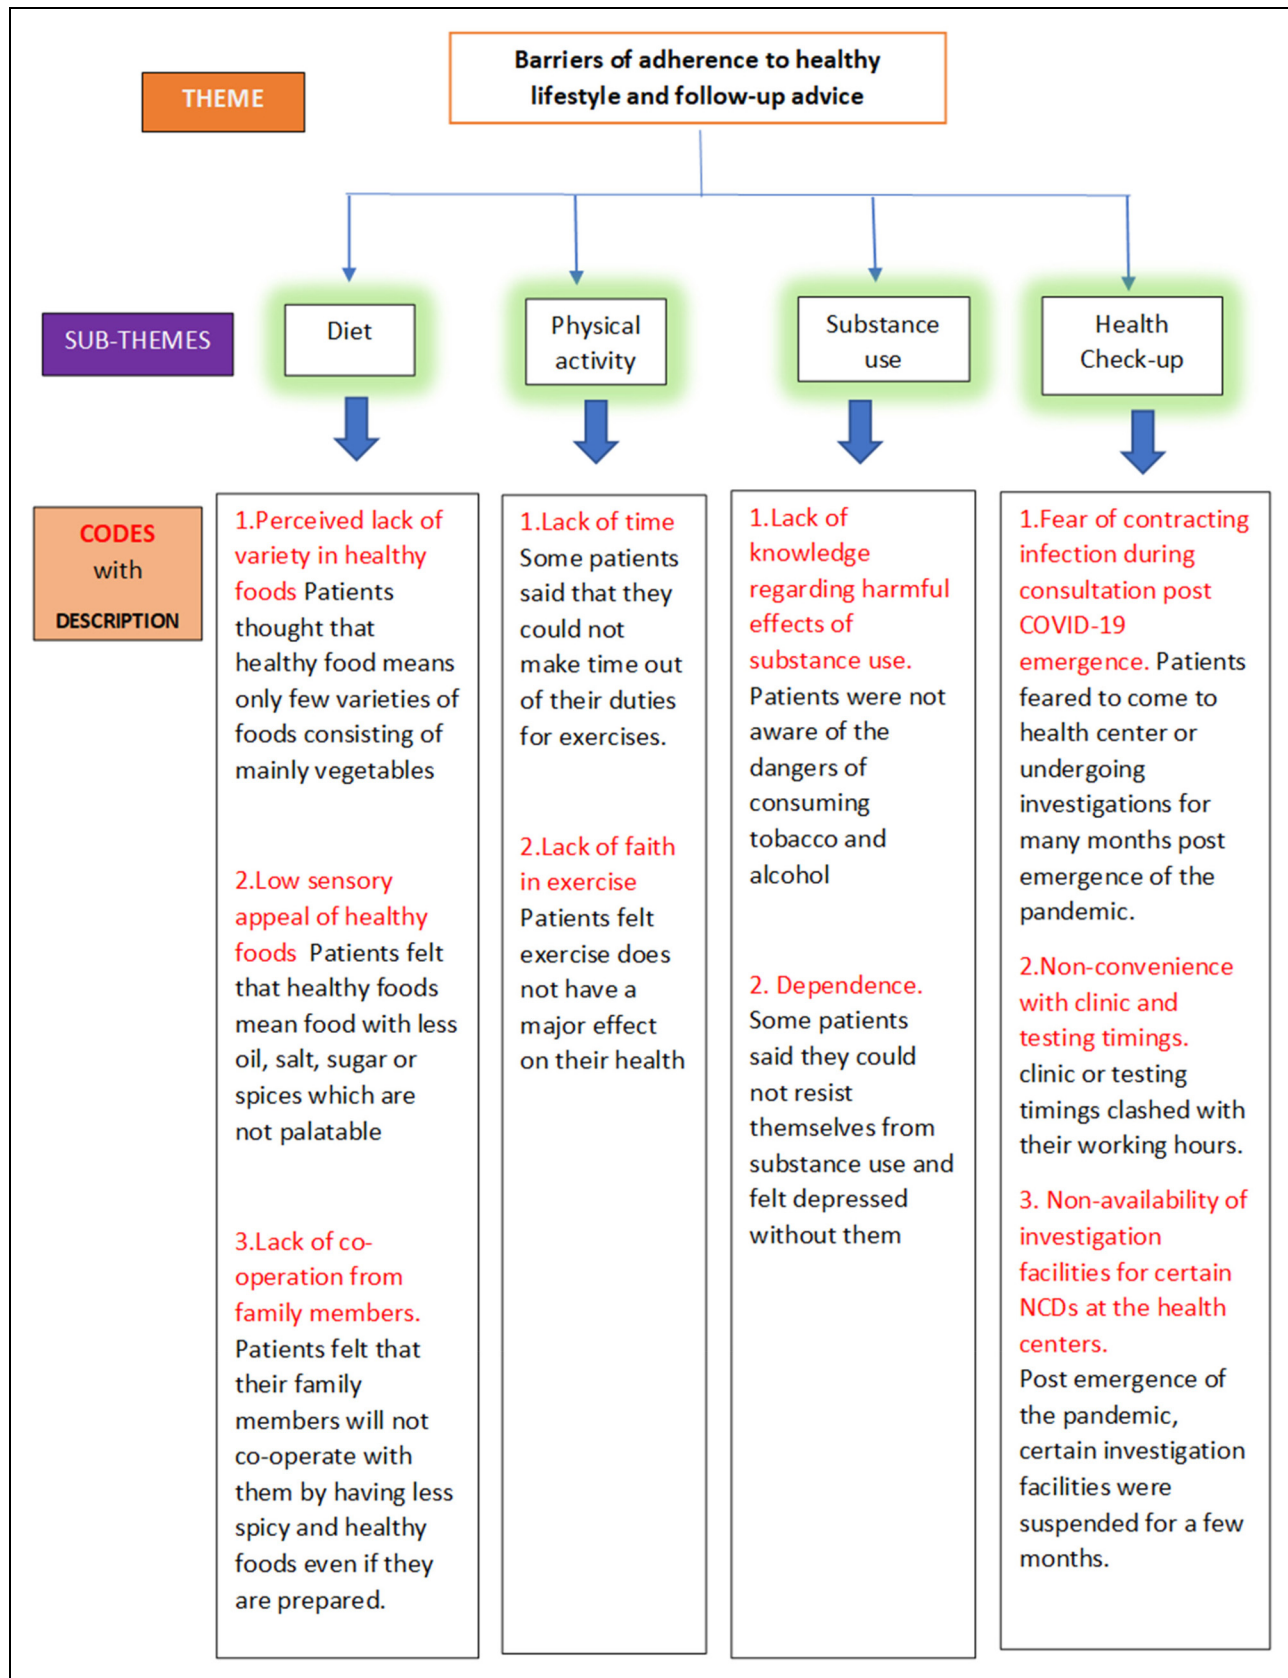 THEME
Barriers of adherence to healthy
lifestyle and follow-up advice
SUB-THEMES
Diet
Physical
activity
Substance
use
Health
Check-up
CODES
with
DESCRIPTION
1.Perceived lack of
variety in healthy
foods Patients
thought that
healthy food means
only few varieties of
foods consisting of
mainly vegetables
2.Low sensory
appeal of healthy
foods Patients felt
that healthy foods
mean food with less
oil, salt, sugar or
spices which are
not palatable
3.Lack of co-
operation from
family members.
Patients felt that
their family
members will not
co-operate with
them by having less
spicy and healthy
foods even if they
are prepared.
1.Lack of time
Some patients
said that they
could not
make time out
of their duties
for exercises.
2.Lack of faith
in exercise
Patients felt
exercise does
not have a
major effect
on their health
1.Lack of
knowledge
regarding harmful
effects of
substance use.
Patients were not
aware of the
dangers of
consuming
tobacco and
alcohol
2. Dependence.
Some patients
said they could
not resist
themselves from
substance use and
felt depressed
without them
1.Fear of contracting
infection during
consultation post
COVID-19
emergence. Patients
feared to come to
health center or
undergoing
investigations for
many months post
emergence of the
pandemic.
2.Non-convenience
with clinic and
testing timings.
clinic or testing
timings clashed with
their working hours.
3. Non-availability of
investigation
facilities for certain
NCDs at the health
centers.
Post emergence of
the pandemic,
certain investigation
facilities were
suspended for a few
months.